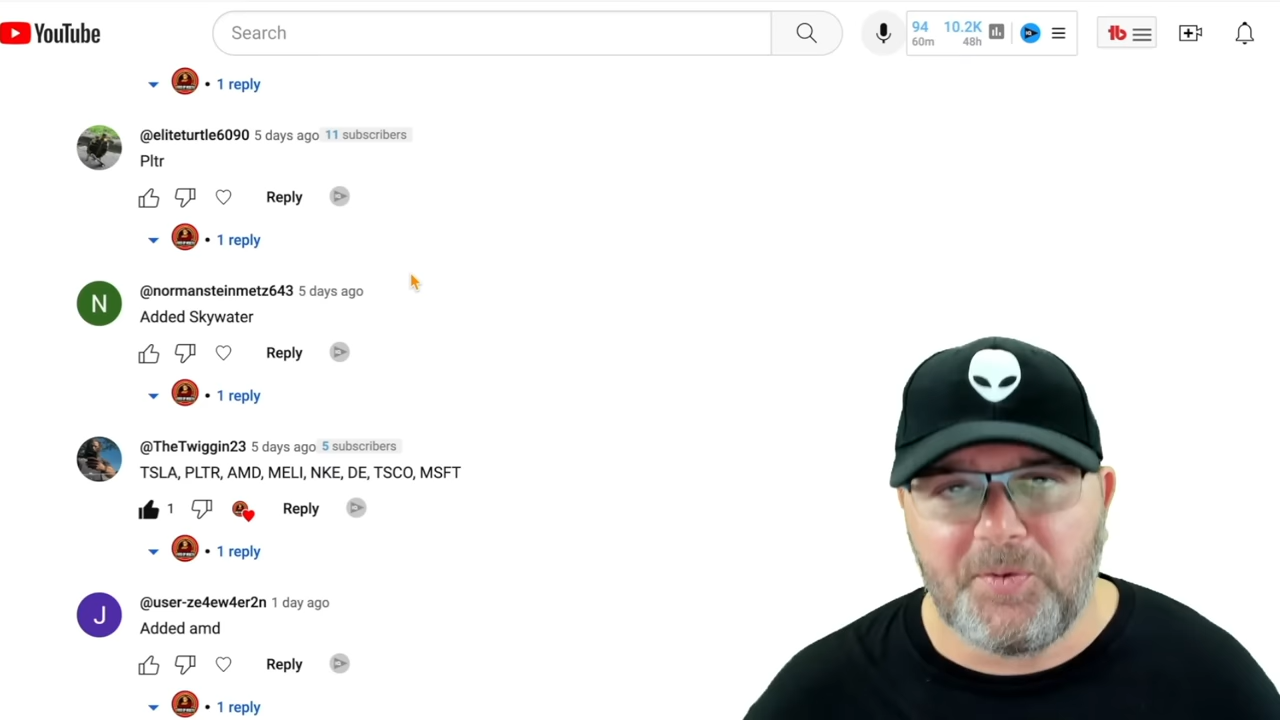 YouTube
Search
94 10.2K
60m 48h
1 reply
@eliteturtle6090 5 days ago 11 subscribers
Pltr
Reply
1 reply
N
@normansteinmetz643 5 days ago
Added Skywater
Reply
1 reply
@TheTwiggin23 5 days ago 5 subscribers
TSLA, PLTR, AMD, MELI, NKE, DE, TSCO, MSFT
1 Reply
1 reply
J
@user-ze4ew4er2n 1 day ago
Added amd
Reply
1 reply